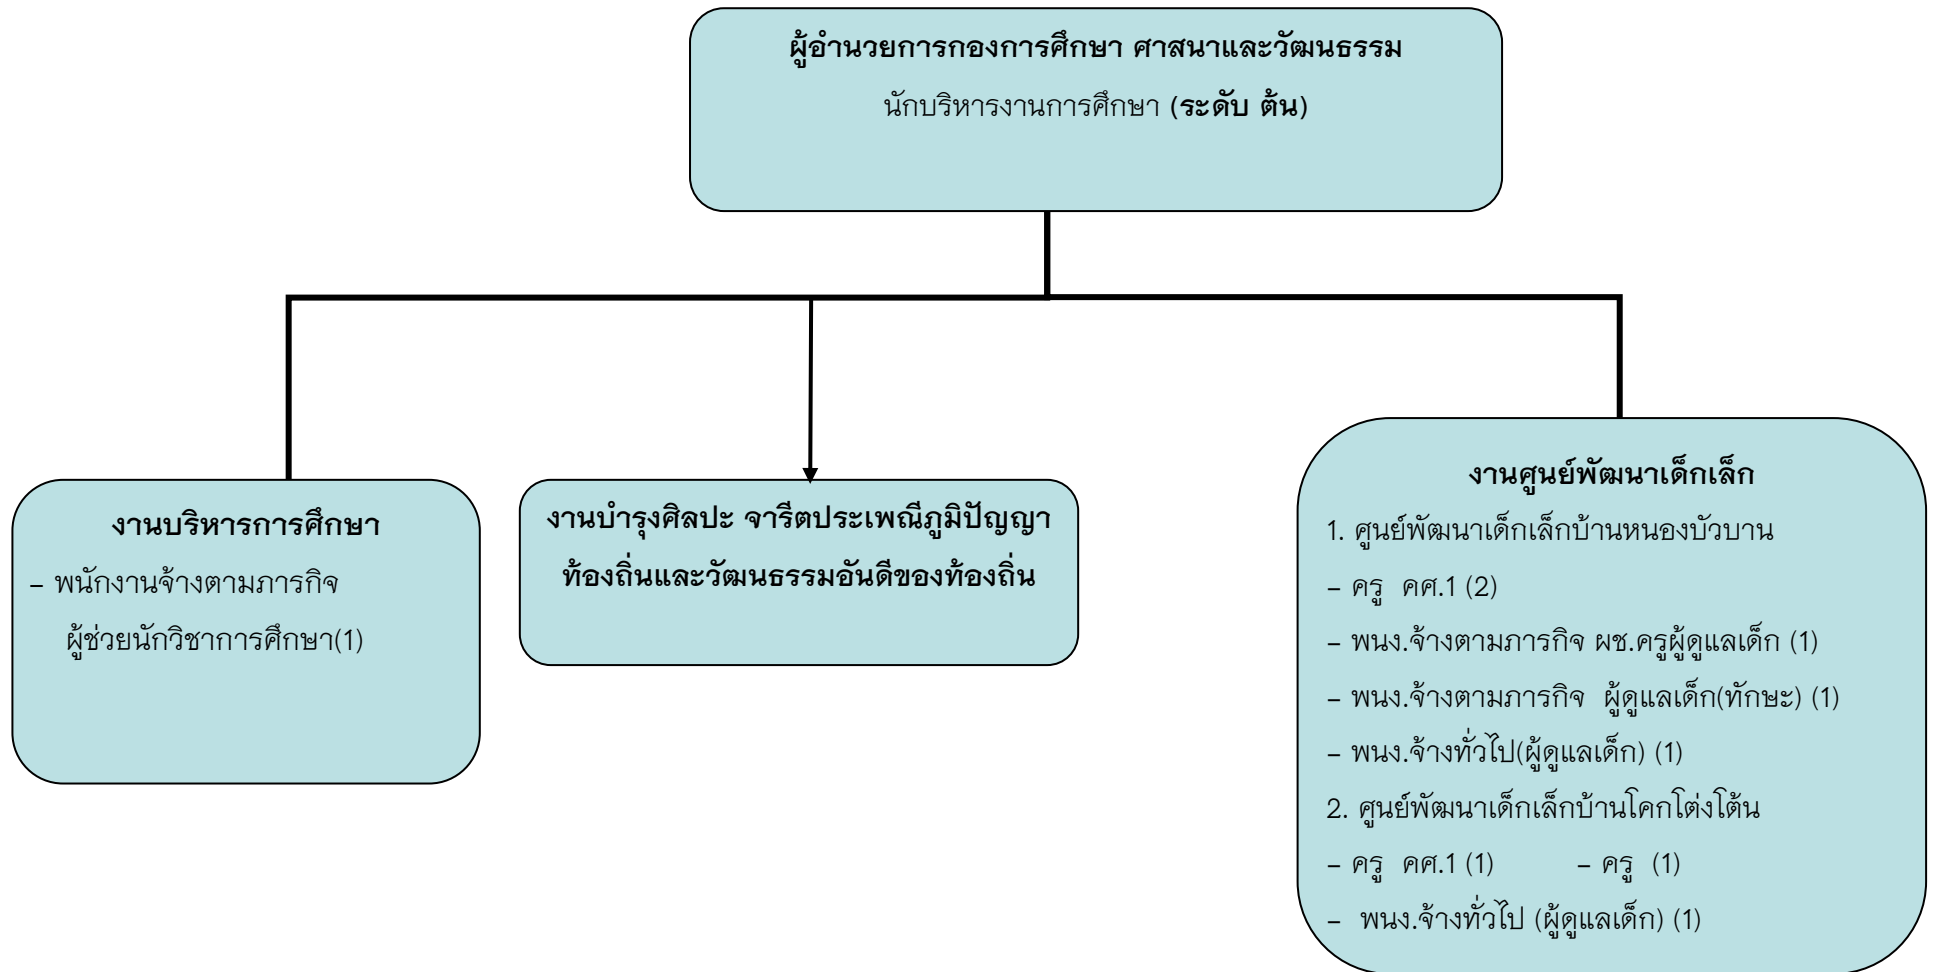 ผู้อำนวยการกองการศึกษา ศาสนาและวัฒนธรรม
นักบริหารงานการศึกษา (ระดับ ต้น)
งานบริหารการศึกษา
– พนักงานจ้างตามภารกิจ
ผู้ช่วยนักวิชาการศึกษา(1)
งานบำรุงศิลปะ จารีตประเพณีภูมิปัญญา
ท้องถิ่นและวัฒนธรรมอันดีของท้องถิ่น
งานศูนย์พัฒนาเด็กเล็ก
1. ศูนย์พัฒนาเด็กเล็กบ้านหนองบัวบาน
– ครู คศ.1 (2)
– พนง.จ้างตามภารกิจ ผช.ครูผู้ดูแลเด็ก (1)
– พนง.จ้างตามภารกิจ ผู้ดูแลเด็ก(ทักษะ) (1)
– พนง.จ้างทั่วไป(ผู้ดูแลเด็ก) (1)
2. ศูนย์พัฒนาเด็กเล็กบ้านโคกโต่งโต้น
– ครู คศ.1 (1) – ครู (1)
– พนง.จ้างทั่วไป (ผู้ดูแลเด็ก) (1)